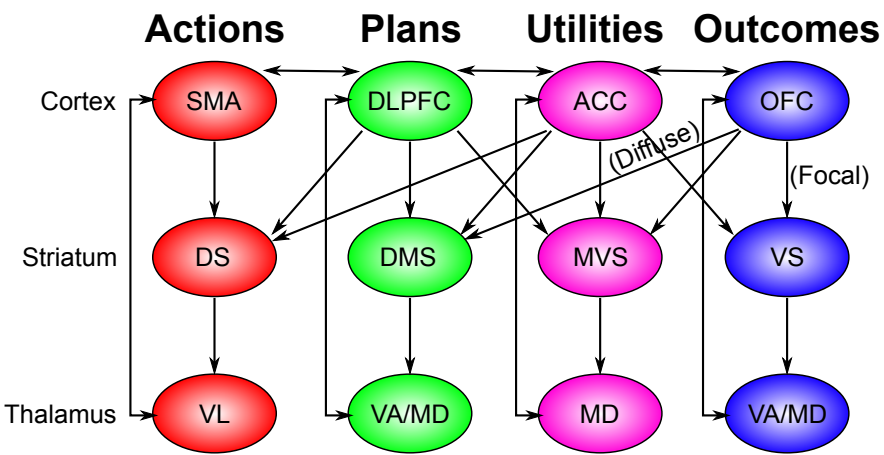 Actions Plans Utilities Outcomes
Cortex SMA DLPFC ACC OFC
(Diffuse)
(Focal)
Striatum DS DMS MVS VS
Thalamus VL VA/MD MD VA/MD